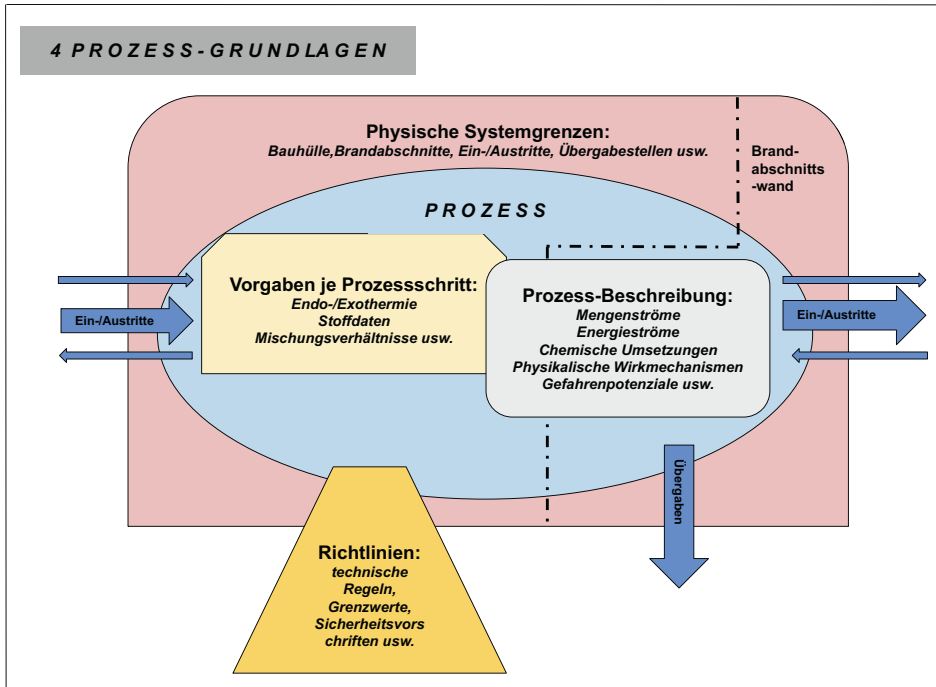 4 PROZESS-GRUNDLAGEN
Physische Systemgrenzen:
Bauhülle,Brandabschnitte, Ein-/Austritte, Übergabestellen usw.
Brand-
abschnitts
-wand
PROZESS
Vorgaben je Prozessschritt:
Endo-/Exothermie
Stoffdaten
Mischungsverhältnisse usw.
Prozess-Beschreibung:
Mengenströme
Energieströme
Chemische Umsetzungen
Physikalische Wirkmechanismen
Gefahrenpotenziale usw.
Ein-/Austritte
Ein-/Austritte
Übergaben
Richtlinien:
technische
Regeln,
Grenzwerte,
Sicherheitsvors
chriften usw.